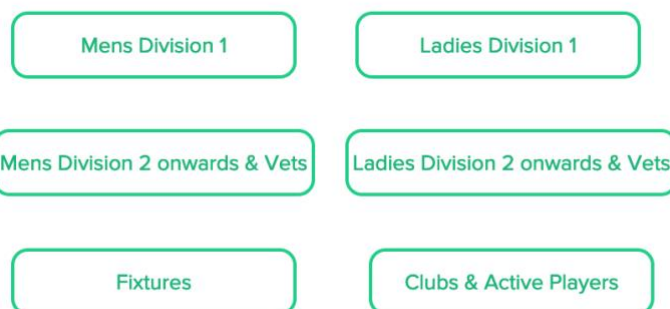 Mens Division 1
Ladies Division 1
Mens Division 2 onwards & Vets
Ladies Division 2 onwards & Vets
Fixtures
Clubs & Active Players